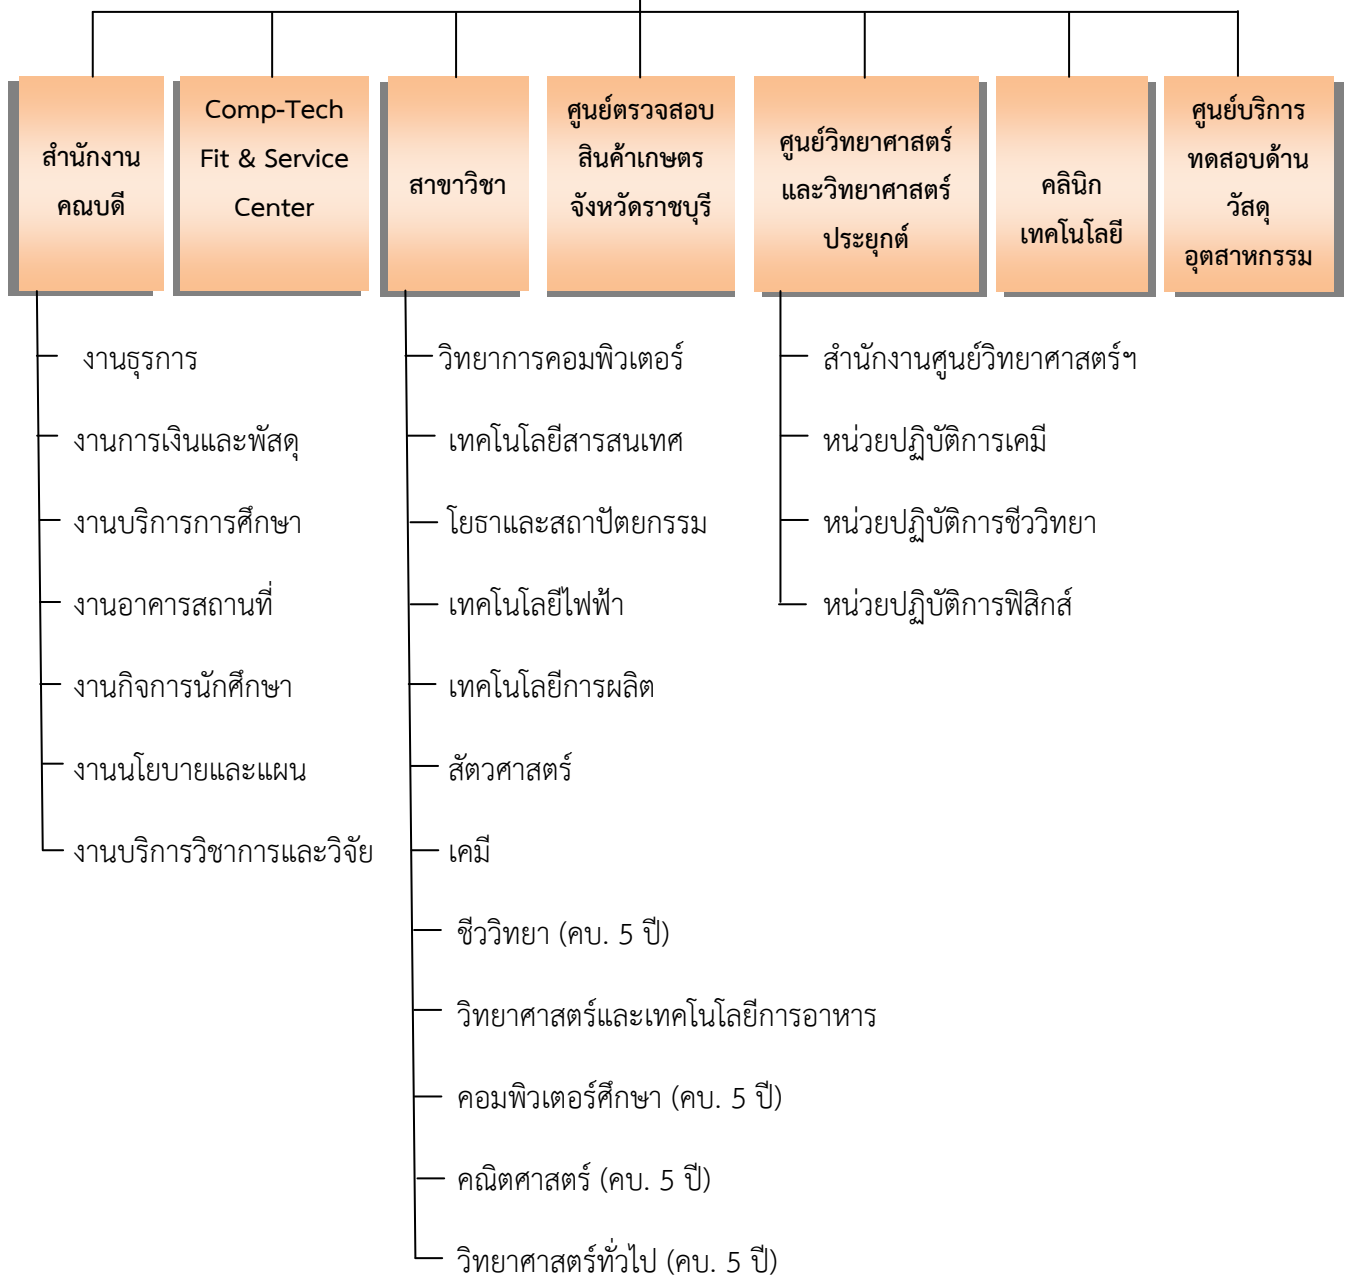 สำนักงาน
คณบดี
Comp-Tech
Fit & Service
Center
สาขาวิชา
ศูนย์ตรวจสอบ
สินค้าเกษตร
จังหวัดราชบุรี
ศูนย์วิทยาศาสตร์
และวิทยาศาสตร์
ประยุกต์
คลินิก
เทคโนโลยี
ศูนย์บริการ
ทดสอบด้าน
วัสดุ
อุตสาหกรรม
งานธุรการ
งานการเงินและพัสดุ
งานบริการการศึกษา
งานอาคารสถานที่
งานกิจการนักศึกษา
งานนโยบายและแผน
งานบริการวิชาการและวิจัย
วิทยาการคอมพิวเตอร์
เทคโนโลยีสารสนเทศ
โยธาและสถาปัตยกรรม
เทคโนโลยีไฟฟ้า
เทคโนโลยีการผลิต
สัตวศาสตร์
เคมี
ชีววิทยา (คบ. 5 ปี)
วิทยาศาสตร์และเทคโนโลยีการอาหาร
คอมพิวเตอร์ศึกษา (คบ. 5 ปี)
คณิตศาสตร์ (คบ. 5 ปี)
วิทยาศาสตร์ทั่วไป (คบ. 5 ปี)
สำนักงานศูนย์วิทยาศาสตร์ฯ
หน่วยปฏิบัติการเคมี
หน่วยปฏิบัติการชีววิทยา
หน่วยปฏิบัติการฟิสิกส์